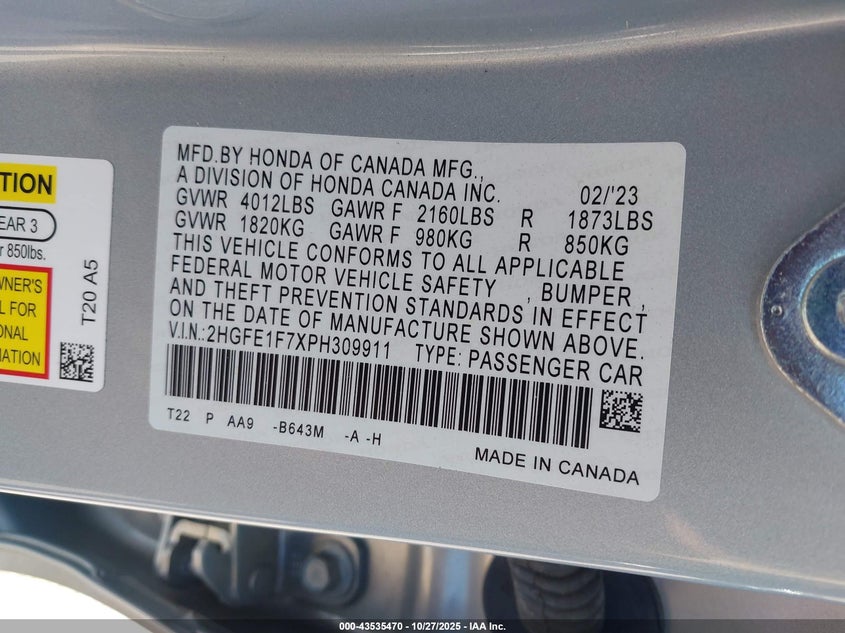 TION
EAR 3
r 850lbs.
WNER'S
L FOR
IONAL
MATION
T20 A5
MFD.BY HONDA OF CANADA MFG.,
A DIVISION OF HONDA CANADA INC. 02/'23
GVWR 4012LBS GAWR F 2160LBS R 1873LBS
GVWR 1820KG GAWR F 980KG R 850KG
THIS VEHICLE CONFORMS TO ALL APPLICABLE
FEDERAL MOTOR VEHICLE SAFETY , BUMPER ,
AND THEFT PREVENTION STANDARDS IN EFFECT
ON THE DATE OF MANUFACTURE SHOWN ABOVE.
V.I.N.:2HGFE1F7XPH309911 TYPE: PASSENGER CAR
T22 P AA9 -B643M -A -H
MADE IN CANADA
000-43535470 | 10/27/2025 - IAA Inc.